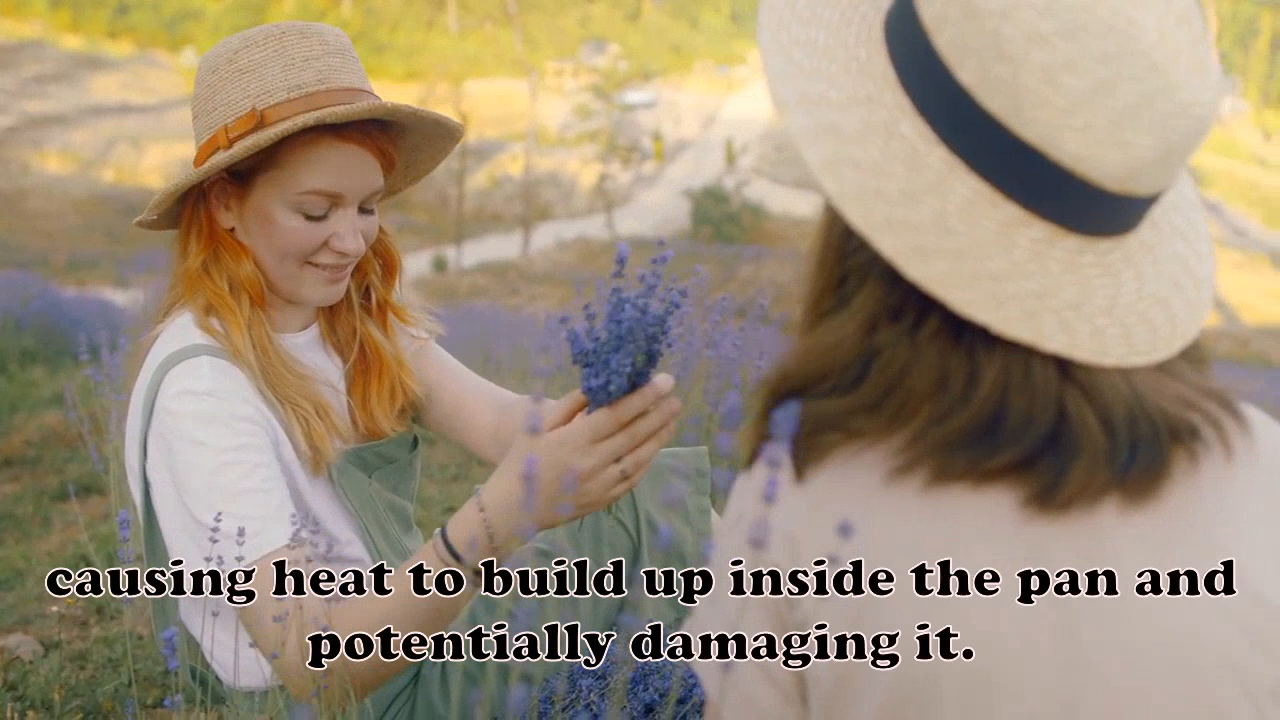 causing heat to build up inside the pan and
potentially damaging it.